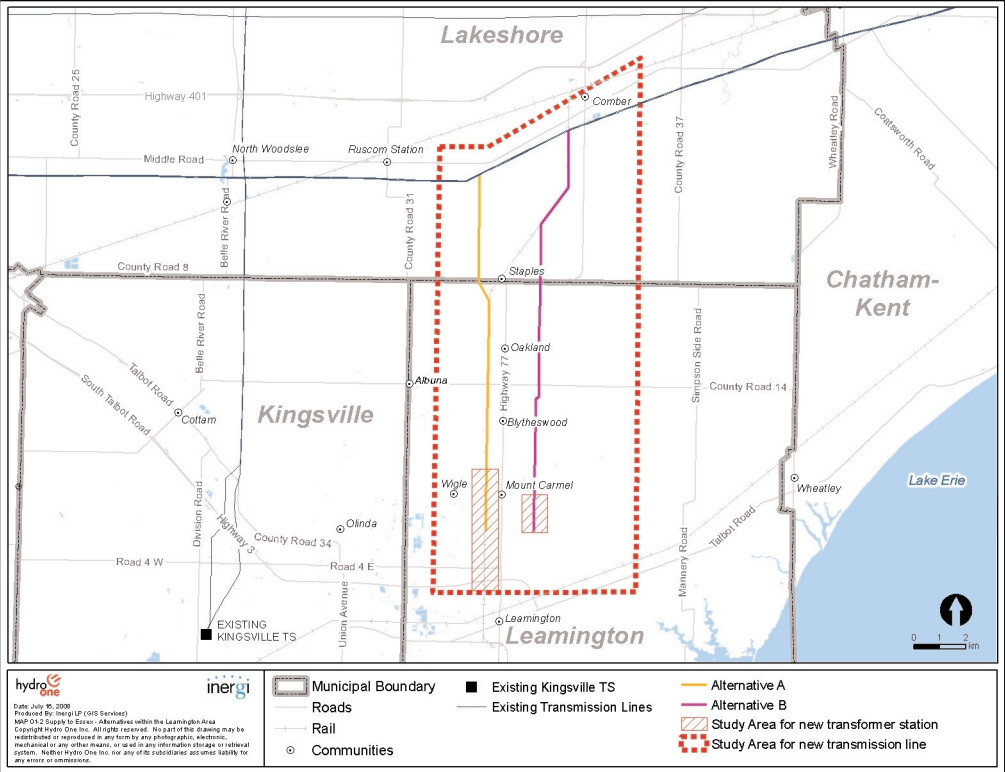 Lakeshore
County Road 25
Highway 401
Comber
County Road 37
Wheatley Road
Coatsworth Road
North Woodslee
Ruscom Station
Middle Road
Belle River Road
County Road 31
County Road 8
Staples
Chatham-
Kent
Belle River Road
Oakland
Simpson Side Road
Talbot Road
South Talbot Road
Albuna
Highway 77
County Road 14
Kingsville
Cottam
Blytheswood
Wigle
Mount Carmel
Wheatley
Lake Erie
Division Road
Highway 3
Olinda
County Road 34
Talbot Road
Mannery Road
Road 4 W
Road 4 E
Union Avenue
EXISTING
KINGSVILLE TS
Leamington
Leamington
0 1 2
km
hydro
one
inergi
Date: July 16, 2008
Produced By: Inergi LP (GIS Services)
MAP 01-2 Supply to Essex - Alternatives within the Leamington Area
Copyright Hydro One Inc. All rights reserved. No part of this drawing may be
redistributed or reproduced in any form by any photographic, electronic,
mechanical or any other means, or used in any information storage or retrieval
system. Neither Hydro One Inc. nor any of its subsidiaries assumes liability for
any errors or ommissions.
Municipal Boundary
Roads
Rail
Communities
Existing Kingsville TS
Existing Transmission Lines
Alternative A
Alternative B
Study Area for new transformer station
Study Area for new transmission line